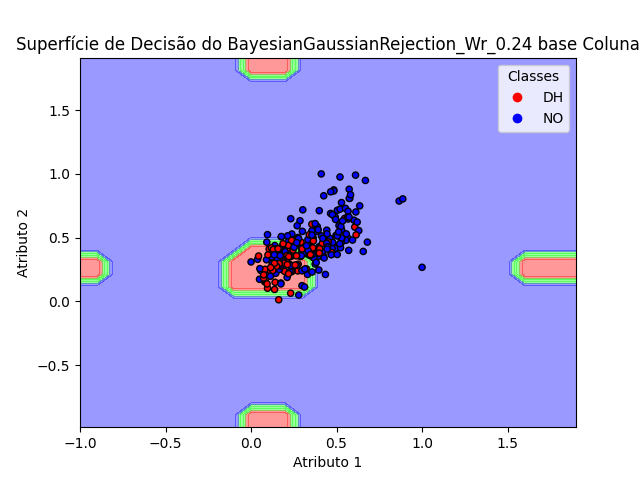 Superfície de Decisão do BayesianGaussianRejection_Wr_0.24 base Coluna
Classes
DH
NO
Atributo 2
1.5
1.0
0.5
0.0
−0.5
−1.0 −0.5 0.0 0.5 1.0 1.5
Atributo 1